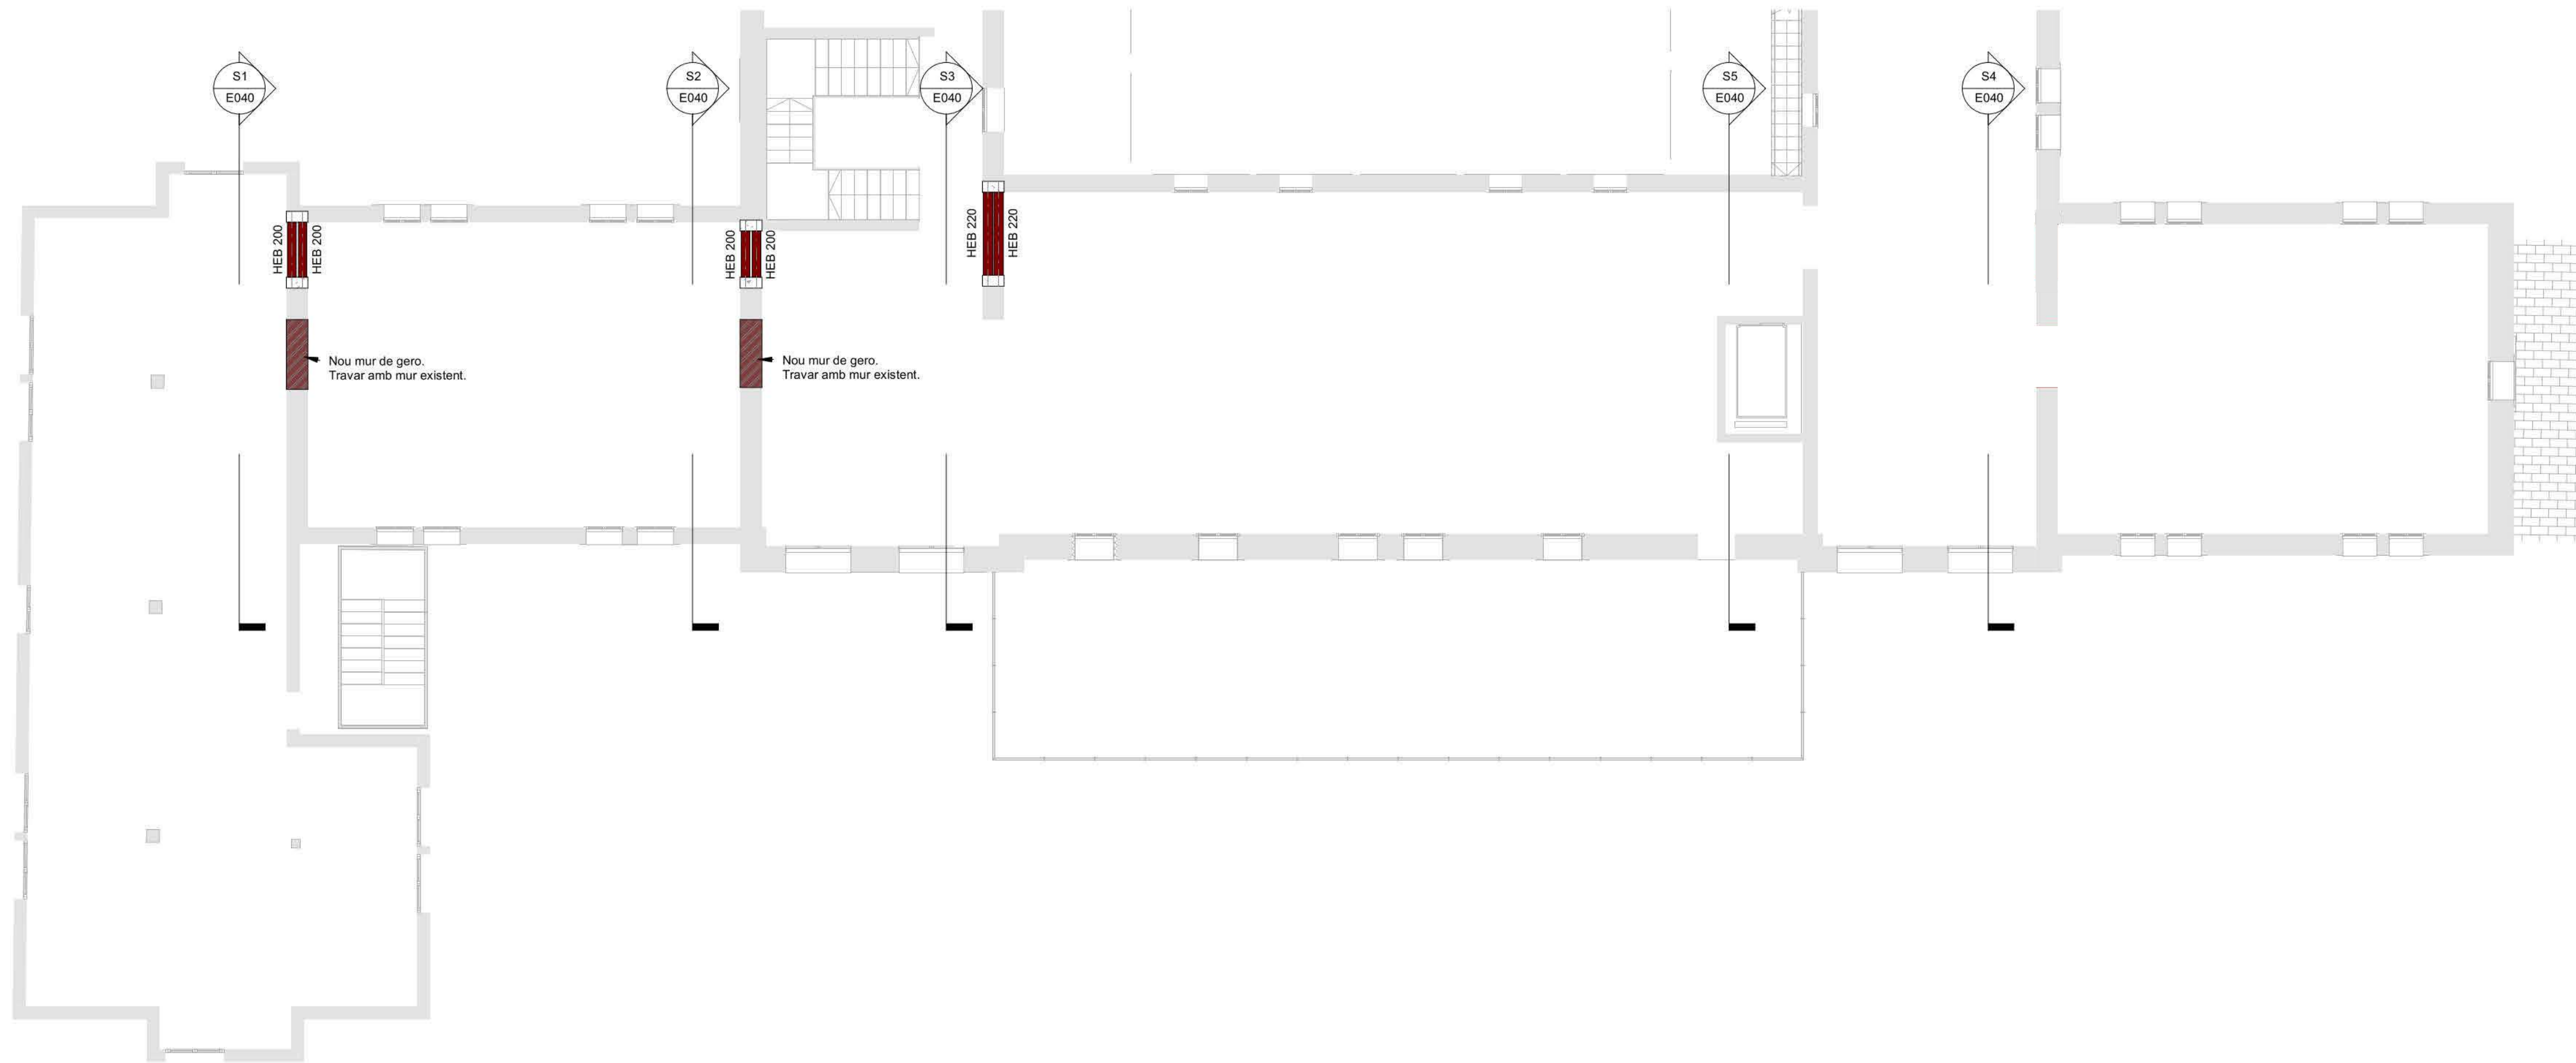 S1
E040
S2
E040
S3
E040
S5
E040
S4
E040
HEB 200
HEB 200
HEB 200
HEB 200
HEB 220
HEB 220
Nou mur de gero.
Travar amb mur existent.
Nou mur de gero.
Travar amb mur existent.